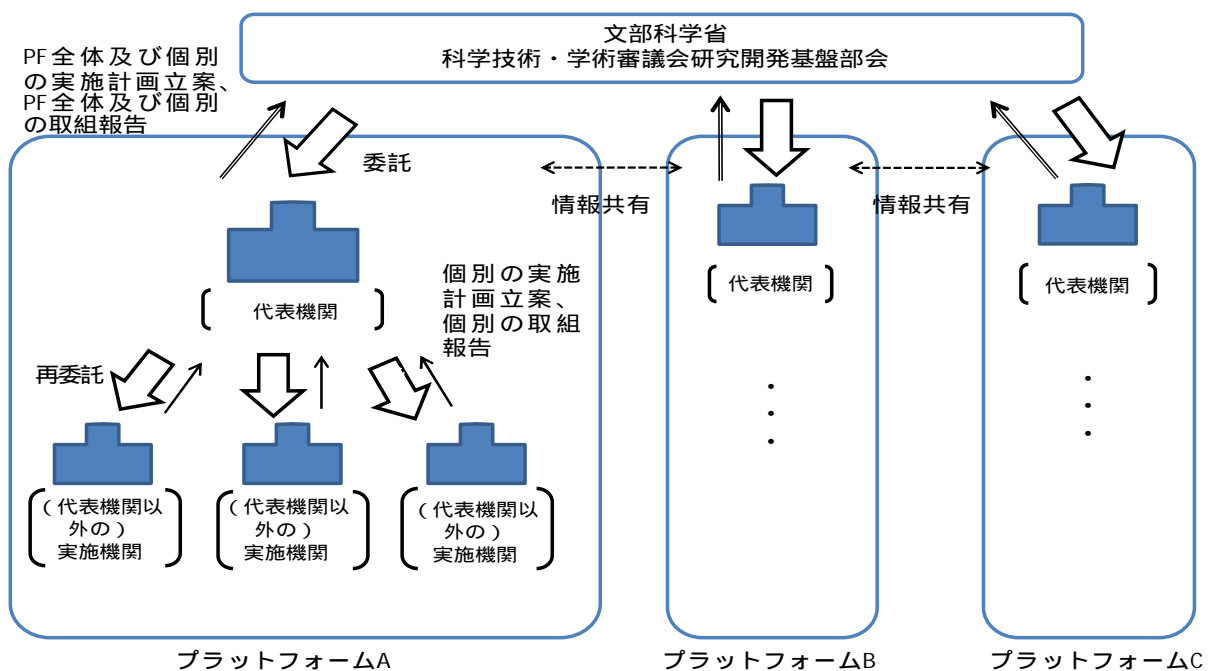 文部科学省
科学技術・学術審議会研究開発基盤部会
PF全体及び個別
の実施計画立案、
PF全体及び個別
の取組報告
委託
情報共有
情報共有
代表機関
個別の実施
計画立案、
個別の取組
報告
再委託
(代表機関以
外の)
実施機関
(代表機関以
外の)
実施機関
(代表機関以
外の)
実施機関
プラットフォームA
代表機関
・
・
・
プラットフォームB
代表機関
・
・
・
プラットフォームC